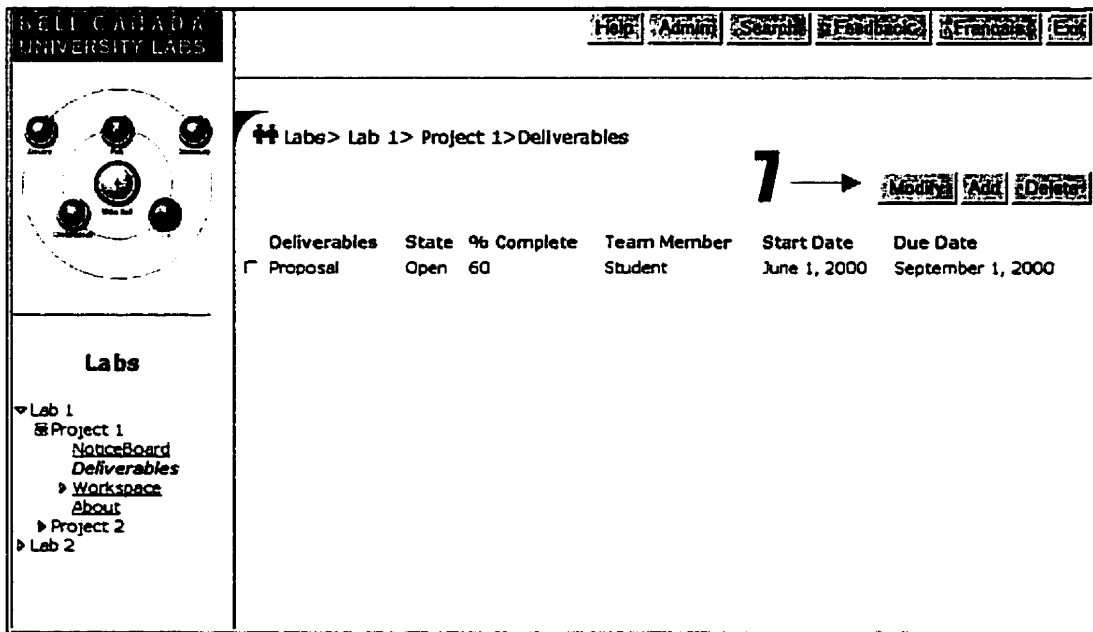 BELL CANADA
UNIVERSITY LABS
Help Admin Search Feedback Français Exit
Labs> Lab 1> Project 1>Deliverables
7
Modify Add Delete
Deliverables State % Complete Team Member Start Date Due Date
Proposal Open 60 Student June 1, 2000 September 1, 2000
Labs
Lab 1
Project 1
NoticeBoard
Deliverables
Workspace
About
Project 2
Lab 2